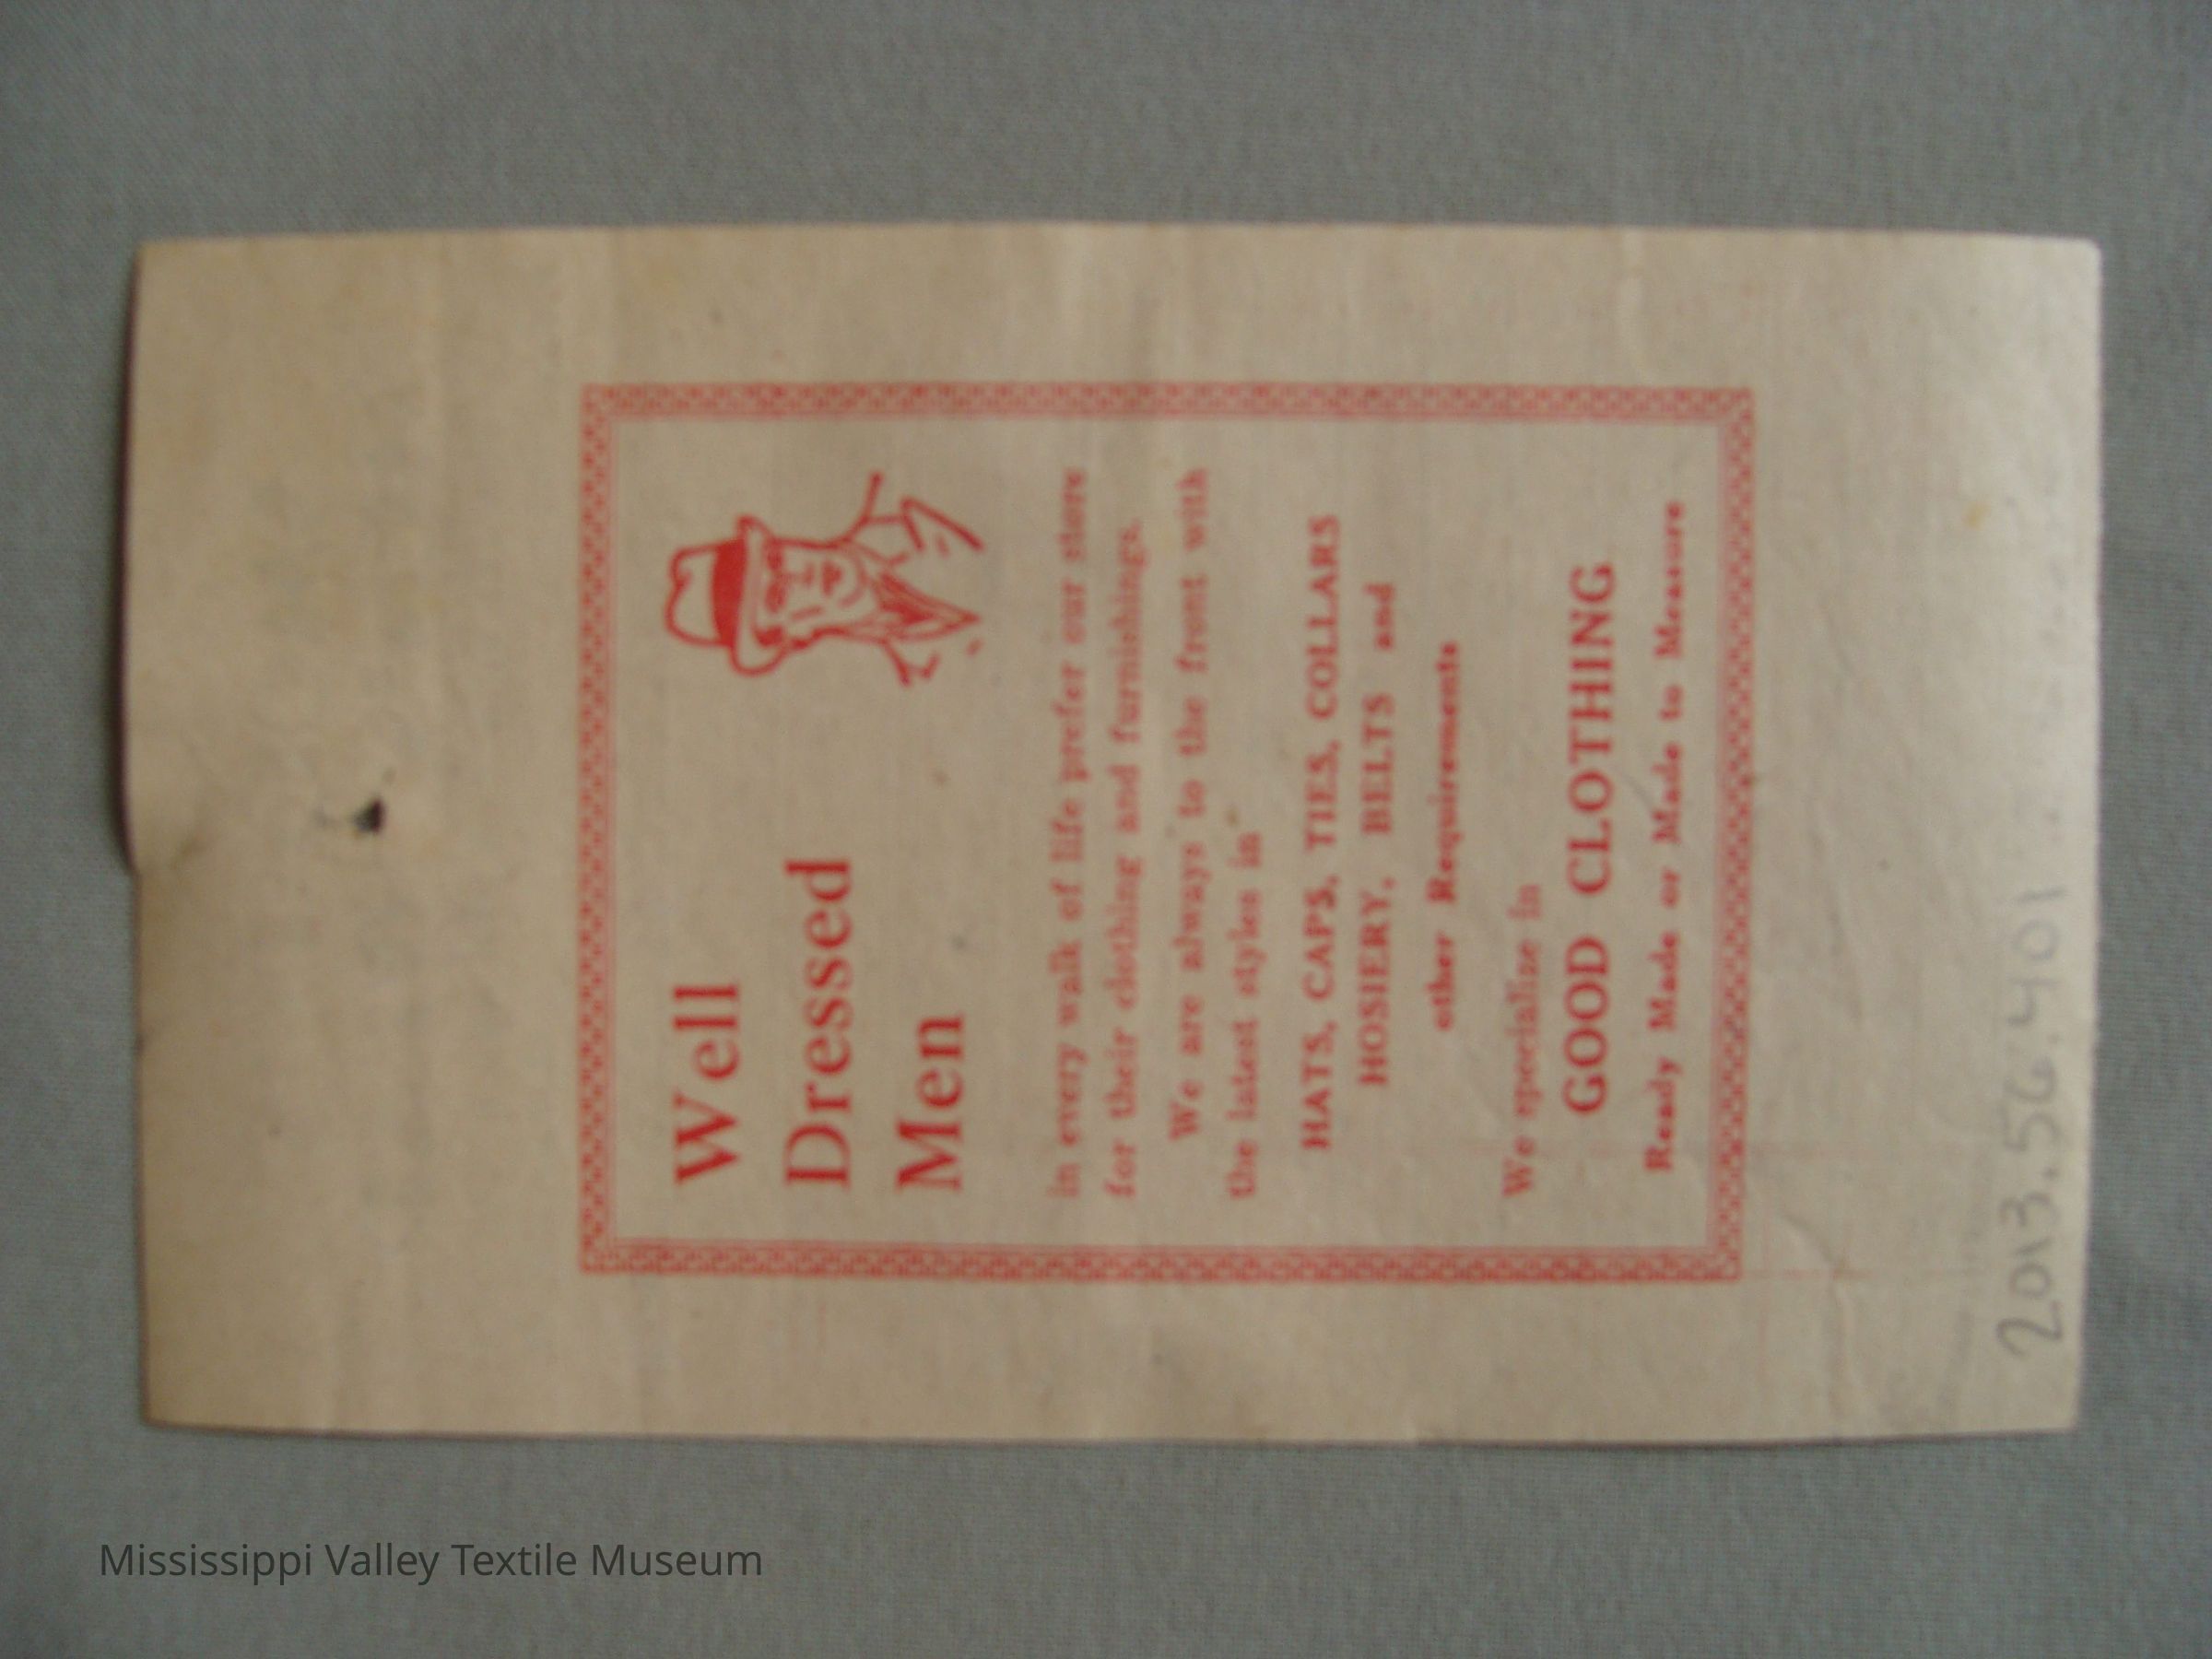 Well
Dressed
Men
in every walk of life prefer our store
for their clothing and furnishings.
We are always to the front with
the latest styles in
HATS, CAPS, TIES, COLLARS
HOSIERY, BELTS and
other Requirements
We specialize in
GOOD CLOTHING
Ready Made or Made to Measure
2013.56.401
Mississippi Valley Textile Museum